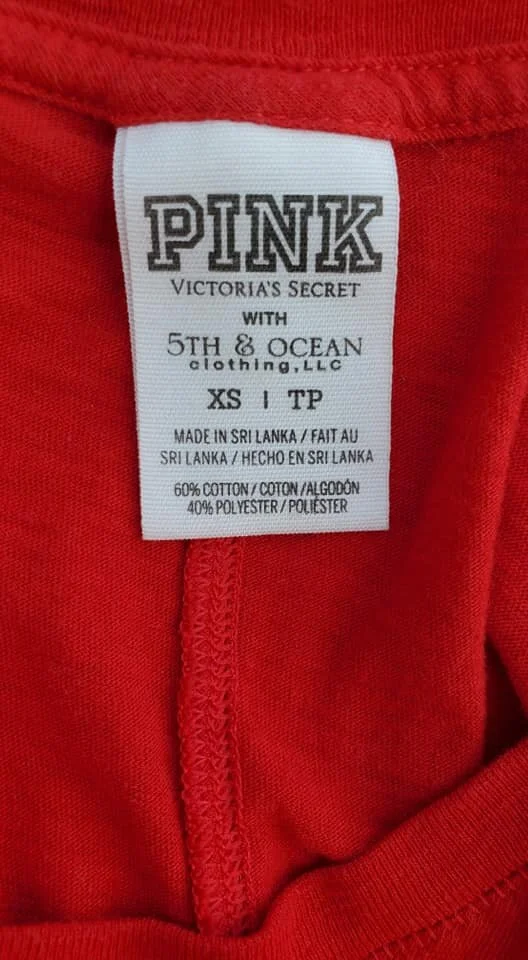 PINK
VICTORIA'S SECRET
WITH
5TH & OCEAN
clothing,LLC
XS | TP
MADE IN SRI LANKA / FAIT AU
SRI LANKA / HECHO EN SRI LANKA
60% COTTON / COTON /ALGODÓN
40% POLYESTER / POLIÉSTER